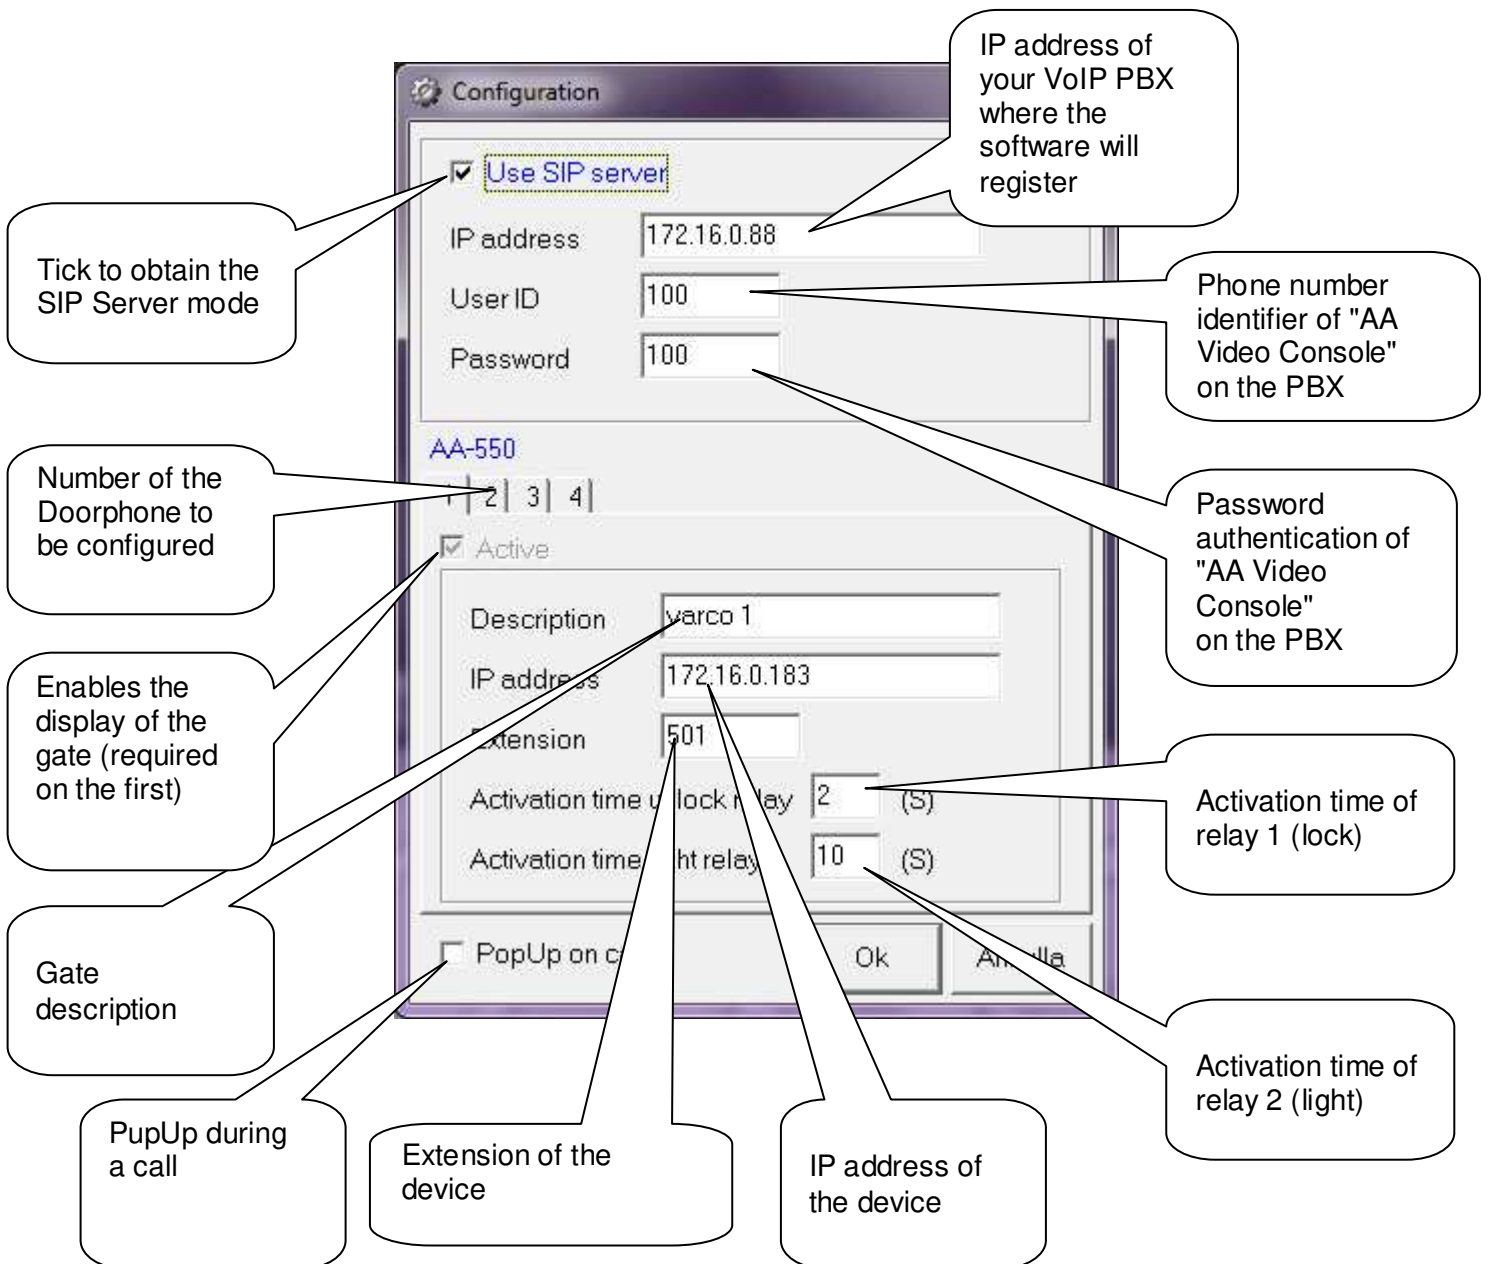 IP address of
your VoIP PBX
where the
software will
register
Configuration
Use SIP server
IP address
172.16.0.88
Tick to obtain the
SIP Server mode
User ID
100
Phone number
identifier of "AA
Video Console"
on the PBX
Password
100
AA-550
Number of the
Doorphone to
be configured
2 3 4
Password
authentication of
"AA Video
Console"
on the PBX
Active
Description
varco 1
Enables the
display of the
gate (required
on the first)
IP address
172.16.0.183
Extension
501
Activation time relay
2
(S)
Activation time of
relay 1 (lock)
Activation time relay
10
(S)
Gate
description
PopUp on
Ok
Activation time of
relay 2 (light)
PupUp during
a call
Extension of the
device
IP address of
the device